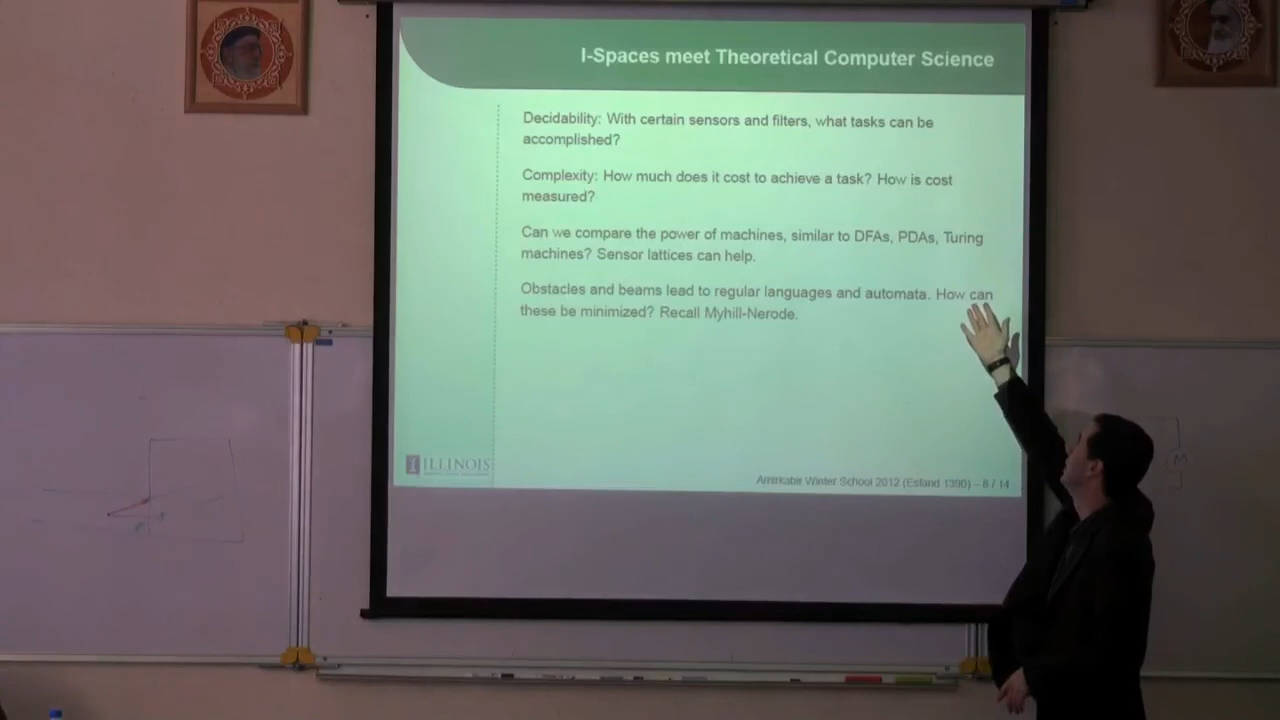 I-Spaces meet Theoretical Computer Science
Decidability: With certain sensors and filters, what tasks can be
accomplished?
Complexity: How much does it cost to achieve a task? How is cost
measured?
Can we compare the power of machines, similar to DFAs, PDAs, Turing
machines? Sensor lattices can help.
Obstacles and beams lead to regular languages and automata. How can
these be minimized? Recall Myhill-Nerode.
I ILLINOIS
Amirkabir Winter School 2012 (Esfand 1390) – 8 / 14
M